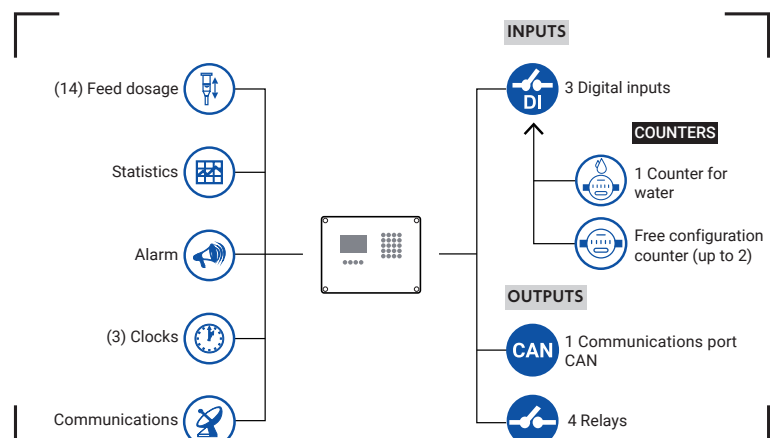 (14) Feed dosage
Statistics
Alarm
(3) Clocks
Communications
INPUTS
DI
3 Digital inputs
COUNTERS
1 Counter for
water
Free configuration
counter (up to 2)
OUTPUTS
CAN
1 Communications port
CAN
4 Relays